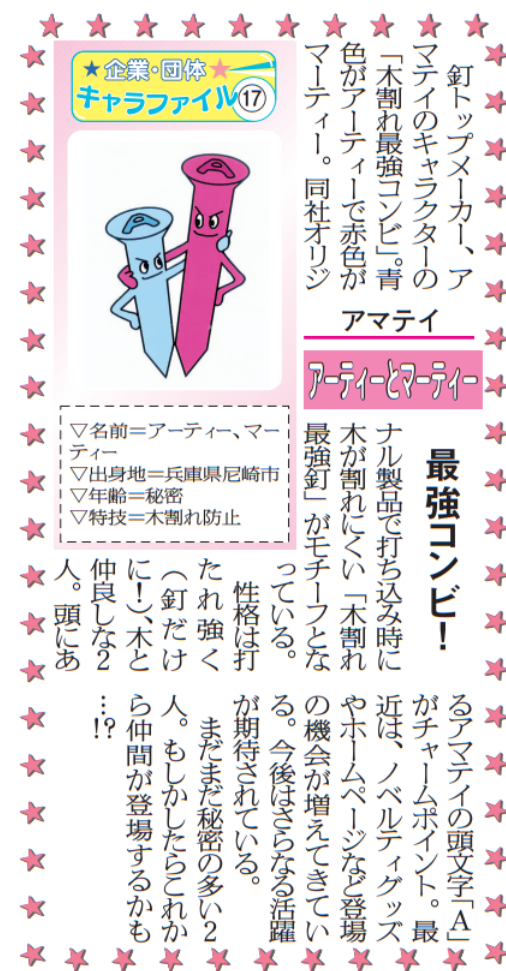 ★企業・団体★
キャラファイル⑰
アマテイ
アーティーとマーティー
最強コンビ!
釘トップメーカー、ア
マテイのキャラクターの
「木割れ最強コンビ」。青
色がアーティーで赤色が
マーティー。同社オリジ
ナル製品で打ち込み時に
木が割れにくい「木割れ
最強釘」がモチーフとな
っている。
性格は打
たれ強く
(釘だけ
に!)、木と
仲良しな2
人。頭にあ
るアマテイの頭文字「A」
がチャームポイント。最
近は、ノベルティグッズ
やホームページなど登場
の機会が増えてきてい
る。今後はさらなる活躍
が期待されている。
まだまだ秘密の多い2
人。もしかしたらこれか
ら仲間が登場するかも
…!?
▽名前=アーティー、マー
ティー
▽出身地=兵庫県尼崎市
▽年齢=秘密
▽特技=木割れ防止